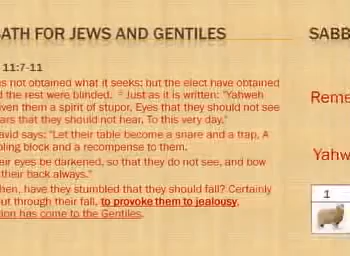 ATH FOR JEWS AND GENTILES
11:7-11
s not obtained what it seeks; but the elect have obtained
d the rest were blinded. 8 Just as it is written: "Yahweh
iven them a spirit of stupor, Eyes that they should not see
ars that they should not hear, To this very day."
avid says: "Let their table become a snare and a trap, A
bling block and a recompense to them.
eir eyes be darkened, so that they do not see, and bow
their back always."
hen, have they stumbled that they should fall? Certainly
ut through their fall, to provoke them to jealousy,
tion has come to the Gentiles.
SABB
Reme
Yahw
1